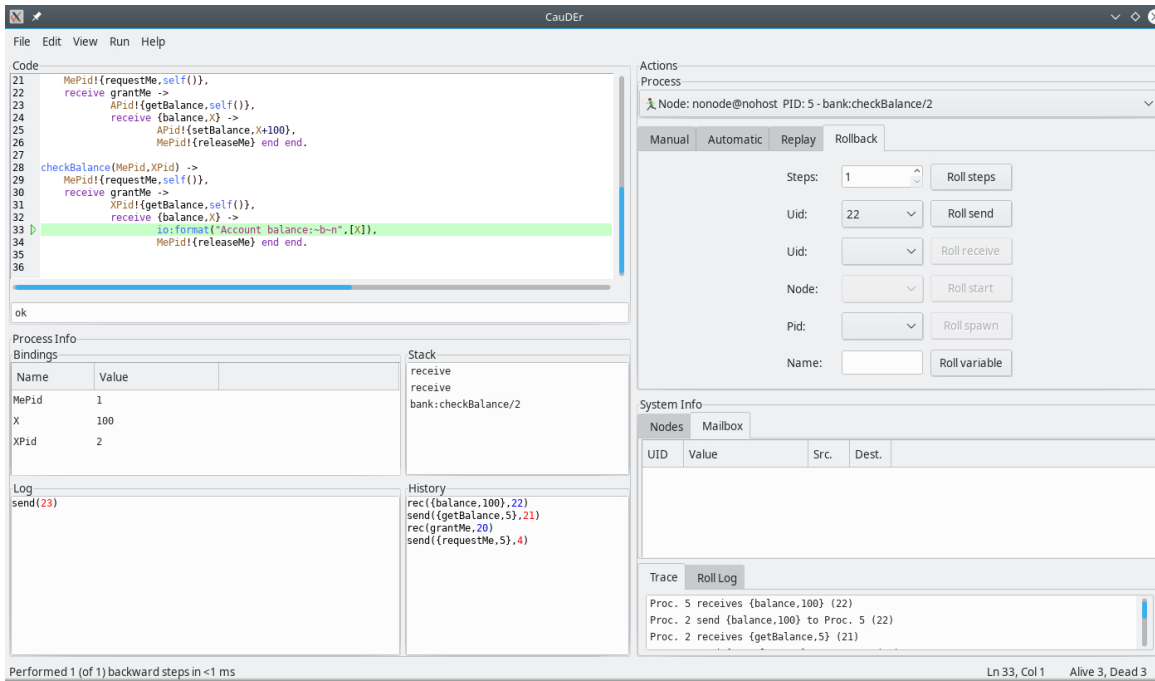 CauDEr
File Edit View Run Help
Code
21 MePid!{requestMe,self()},
22 receive grantMe ->
23 APid!{getBalance,self()},
24 receive {balance,X} ->
25 APid!{setBalance,X+100},
26 MePid!{releaseMe} end end.
27
28 checkBalance(MePid,XPid) ->
29 MePid!{requestMe,self()},
30 receive grantMe ->
31 XPid!{getBalance,self()},
32 receive {balance,X} ->
33 io:format("Account balance:~b~n",[X]),
34 MePid!{releaseMe} end end.
35
36
ok
Process Info
Bindings
Name Value
MePid 1
X 100
XPid 2
Stack
receive
receive
bank:checkBalance/2
Log
send(23)
History
rec({balance,100},22)
send({getBalance,5},21)
rec(grantMe,20)
send({requestMe,5},4)
Actions
Process
Node: nonode@nohost PID: 5 - bank:checkBalance/2
Manual Automatic Replay Rollback
Steps: 1 Roll steps
Uid: 22 Roll send
Uid: Roll receive
Node: Roll start
Pid: Roll spawn
Name: Roll variable
System Info
Nodes Mailbox
UID Value Src. Dest.
Trace Roll Log
Proc. 5 receives {balance,100} (22)
Proc. 2 send {balance,100} to Proc. 5 (22)
Proc. 2 receives {getBalance,5} (21)
Performed 1 (of 1) backward steps in <1 ms
Ln 33, Col 1 Alive 3, Dead 3